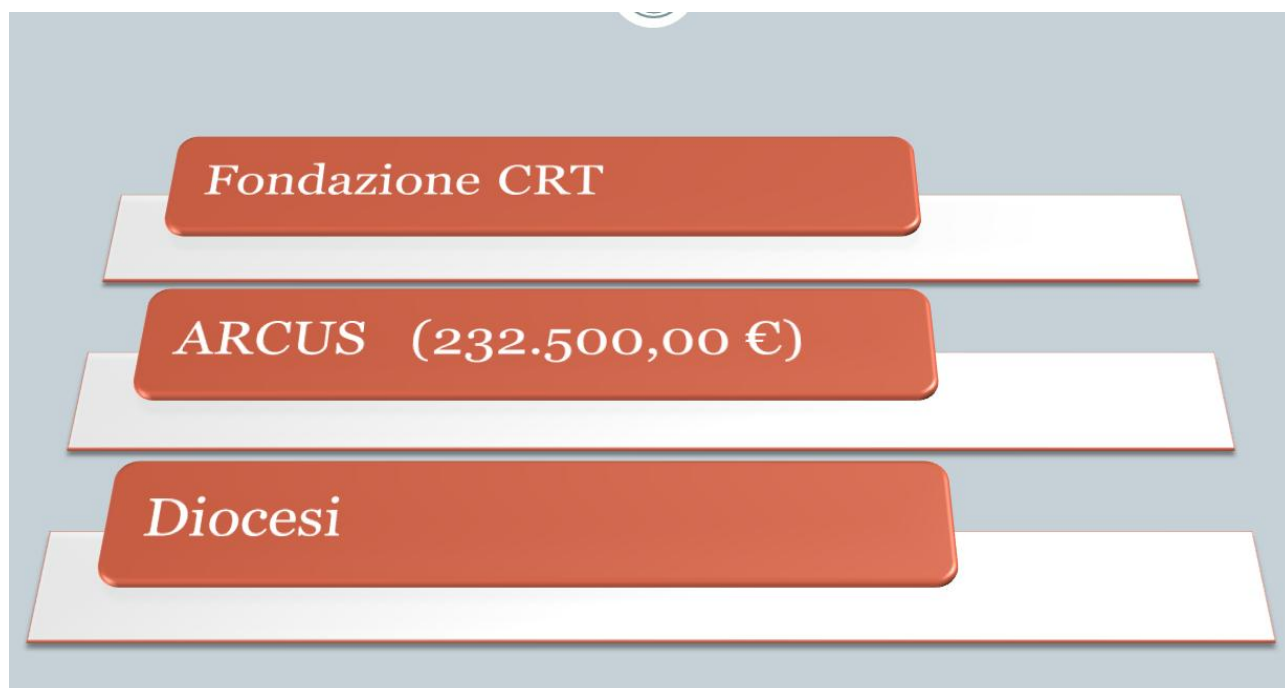 Fondazione CRT
ARCUS (232.500,00 €)
Diocesi